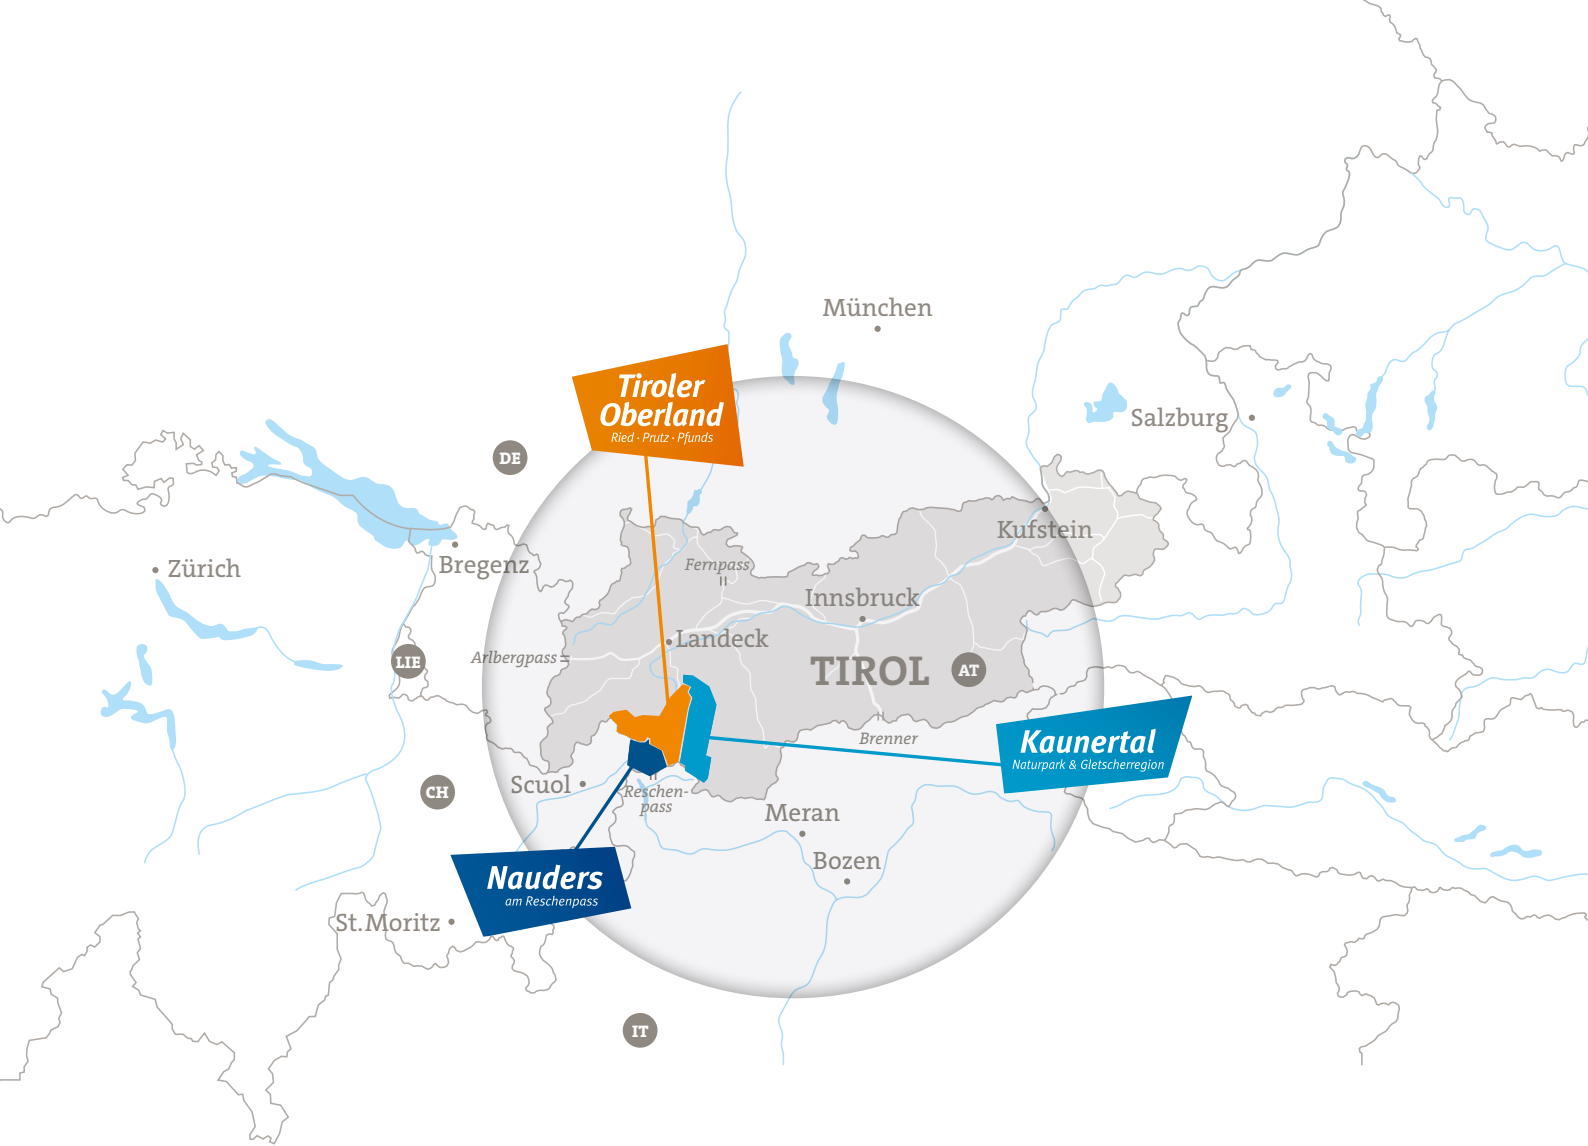 München
Tiroler
Oberland
Ried · Prutz · Pfunds
Salzburg
DE
Kufstein
Bregenz
Zürich
Fernpass
Innsbruck
Landeck
Arlbergpass
LIE
TIROL
AT
Brenner
Kaunertal
Naturpark & Gletscherregion
Scuol
CH
Reschen-
pass
Meran
Bozen
Nauders
am Reschenpass
St.Moritz
IT